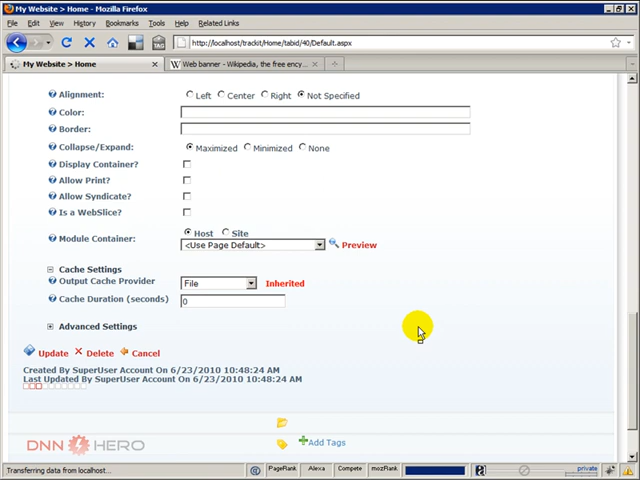 My Website > Home - Mozilla Firefox
File Edit View History Bookmarks Tools Related Links
http://localhost/trackit/Home/tabid/40/Default.aspx
My Website > Home
Web banner - Wikipedia, the free ency...
Alignment: Left Center Right Not Specified
Color:
Border:
Collapse/Expand: Maximized Minimized None
Display Container?
Allow Print?
Allow Syndicate?
Is a WebSlice?
Host Site
Module Container: <Use Page Default> Preview
Cache Settings
Output Cache Provider File Inherited
Cache Duration (seconds) 0
Advanced Settings
Update Delete Cancel
Created By SuperUser Account On 6/23/2010 10:48:24 AM
Last Updated By SuperUser Account On 6/23/2010 10:48:24 AM
DNN HERO
Add Tags
Transferring data from localhost...
PageRank Alexa Compete mozRank private